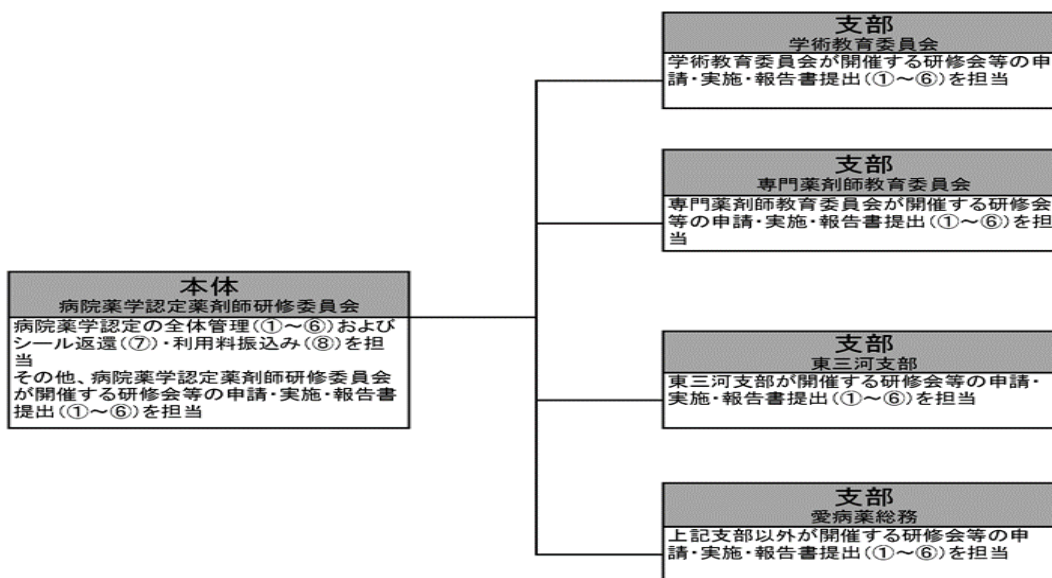 支部
学術教育委員会
学術教育委員会が開催する研修会等の申
請・実施・報告書提出(①～⑥)を担当
支部
専門薬剤師教育委員会
専門薬剤師教育委員会が開催する研修会
等の申請・実施・報告書提出(①～⑥)を担
当
本体
病院薬学認定薬剤師研修委員会
病院薬学認定の全体管理(①～⑥)および
シール返還(⑦)・利用料振込み(⑧)を担
当
その他、病院薬学認定薬剤師研修委員会
が開催する研修会等の申請・実施・報告書
提出(①～⑥)を担当
支部
東三河支部
東三河支部が開催する研修会等の申請・
実施・報告書提出(①～⑥)を担当
支部
愛病薬総務
上記支部以外が開催する研修会等の申
請・実施・報告書提出(①～⑥)を担当